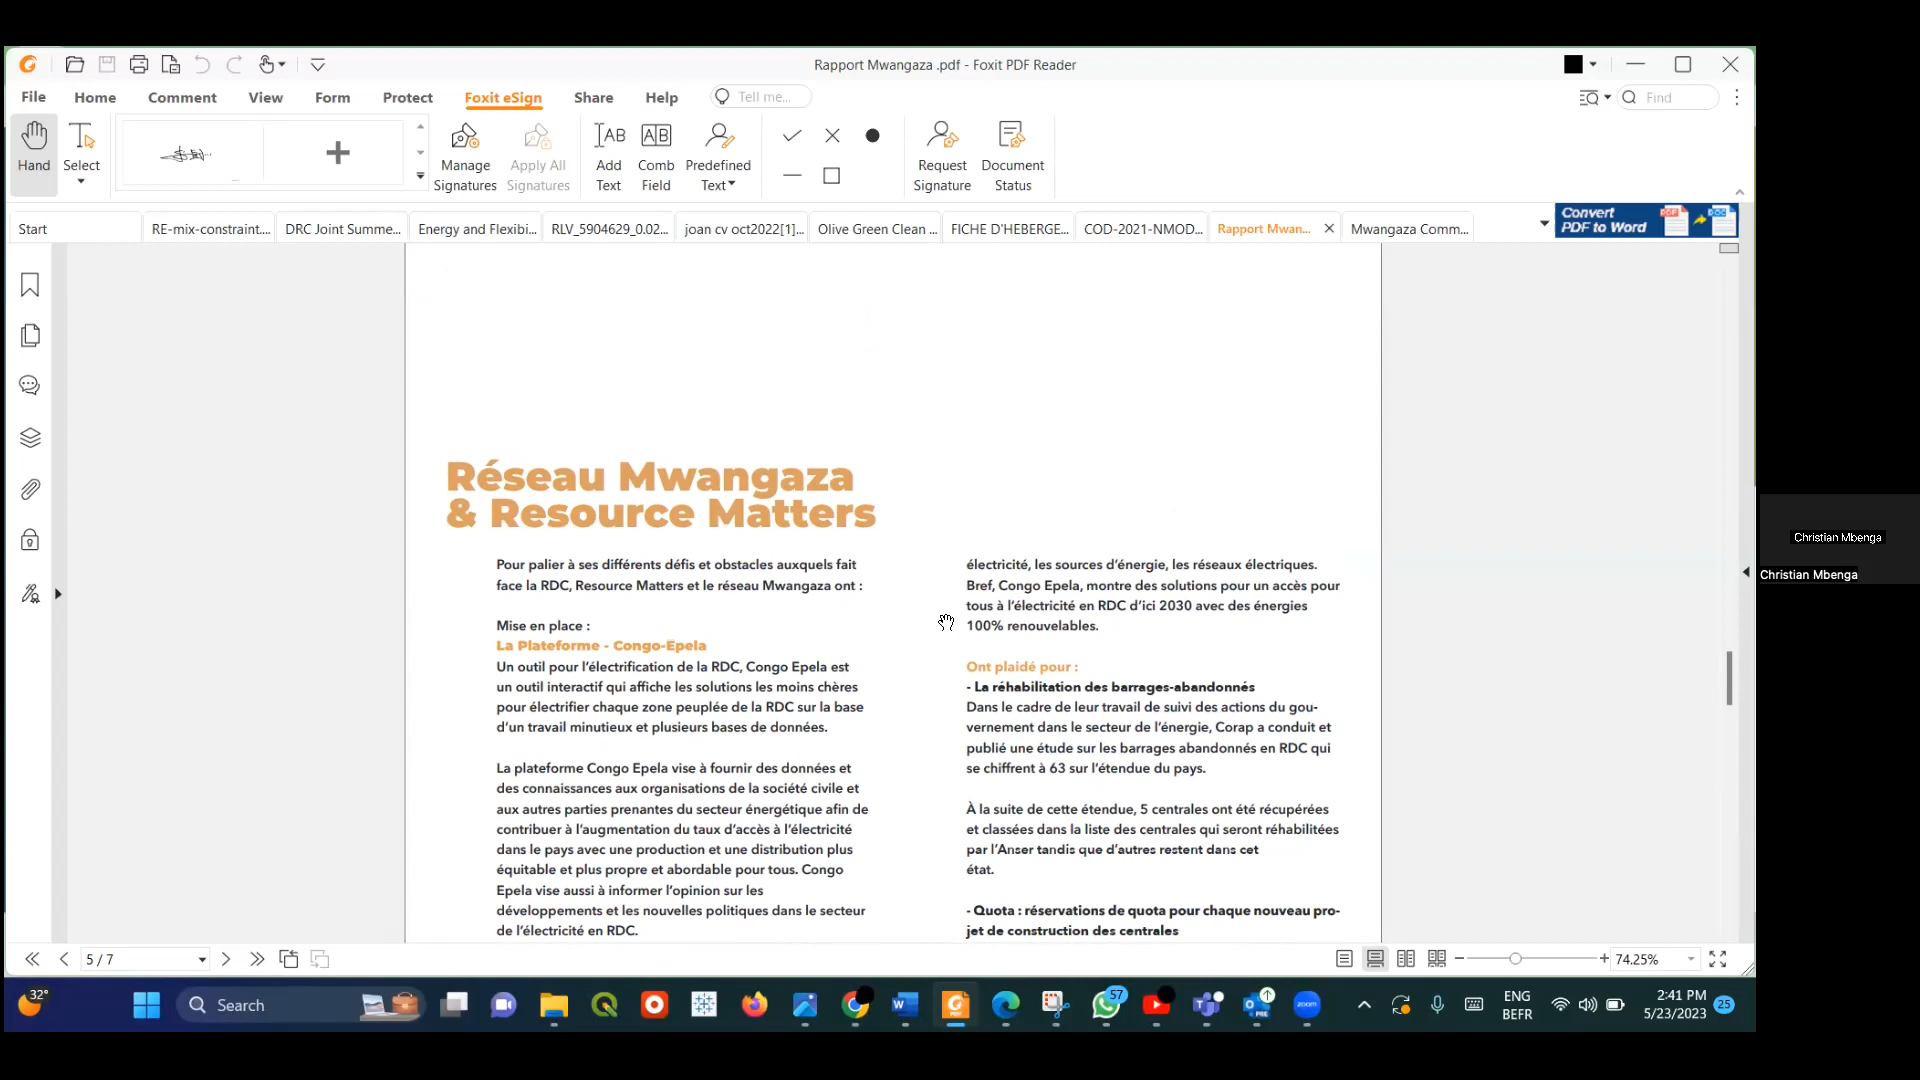 Rapport Mwangaza .pdf - Foxit PDF Reader
File Home Comment View Form Protect Foxit eSign Share Help Tell me... Find
Hand
Select
Manage
Signatures
Apply All
Signatures
Add
Text
Comb
Field
Predefined
Text
Request
Signature
Document
Status
Start
RE-mix-constraint....
DRC Joint Summe...
Energy and Flexibi...
RLV_5904629_0.02...
joan cv oct2022[1]...
Olive Green Clean ...
FICHE D'HEBERGE...
COD-2021-NMOD...
Rapport Mwan...
Mwangaza Comm...
Convert
PDF to Word
Réseau Mwangaza
& Resource Matters
Pour palier à ses différents défis et obstacles auxquels fait
face la RDC, Resource Matters et le réseau Mwangaza ont :
Mise en place :
La Plateforme - Congo-Epela
Un outil pour l'électrification de la RDC, Congo Epela est
un outil interactif qui affiche les solutions les moins chères
pour électrifier chaque zone peuplée de la RDC sur la base
d'un travail minutieux et plusieurs bases de données.
La plateforme Congo Epela vise à fournir des données et
des connaissances aux organisations de la société civile et
aux autres parties prenantes du secteur énergétique afin de
contribuer à l'augmentation du taux d'accès à l'électricité
dans le pays avec une production et une distribution plus
équitable et plus propre et abordable pour tous. Congo
Epela vise aussi à informer l'opinion sur les
développements et les nouvelles politiques dans le secteur
de l'électricité en RDC.
électricité, les sources d'énergie, les réseaux électriques.
Bref, Congo Epela, montre des solutions pour un accès pour
tous à l'électricité en RDC d'ici 2030 avec des énergies
100% renouvelables.
Ont plaidé pour :
- La réhabilitation des barrages-abandonnés
Dans le cadre de leur travail de suivi des actions du gou-
vernement dans le secteur de l'énergie, Corap a conduit et
publié une étude sur les barrages abandonnés en RDC qui
se chiffrent à 63 sur l'étendue du pays.
À la suite de cette étendue, 5 centrales ont été récupérées
et classées dans la liste des centrales qui seront réhabilitées
par l'Anser tandis que d'autres restent dans cet
état.
- Quota : réservations de quota pour chaque nouveau pro-
jet de construction des centrales
Christian Mbenga
Christian Mbenga
5 / 7
74.25%
32°
Search
57
ENG
BEFR
2:41 PM
5/23/2023
25